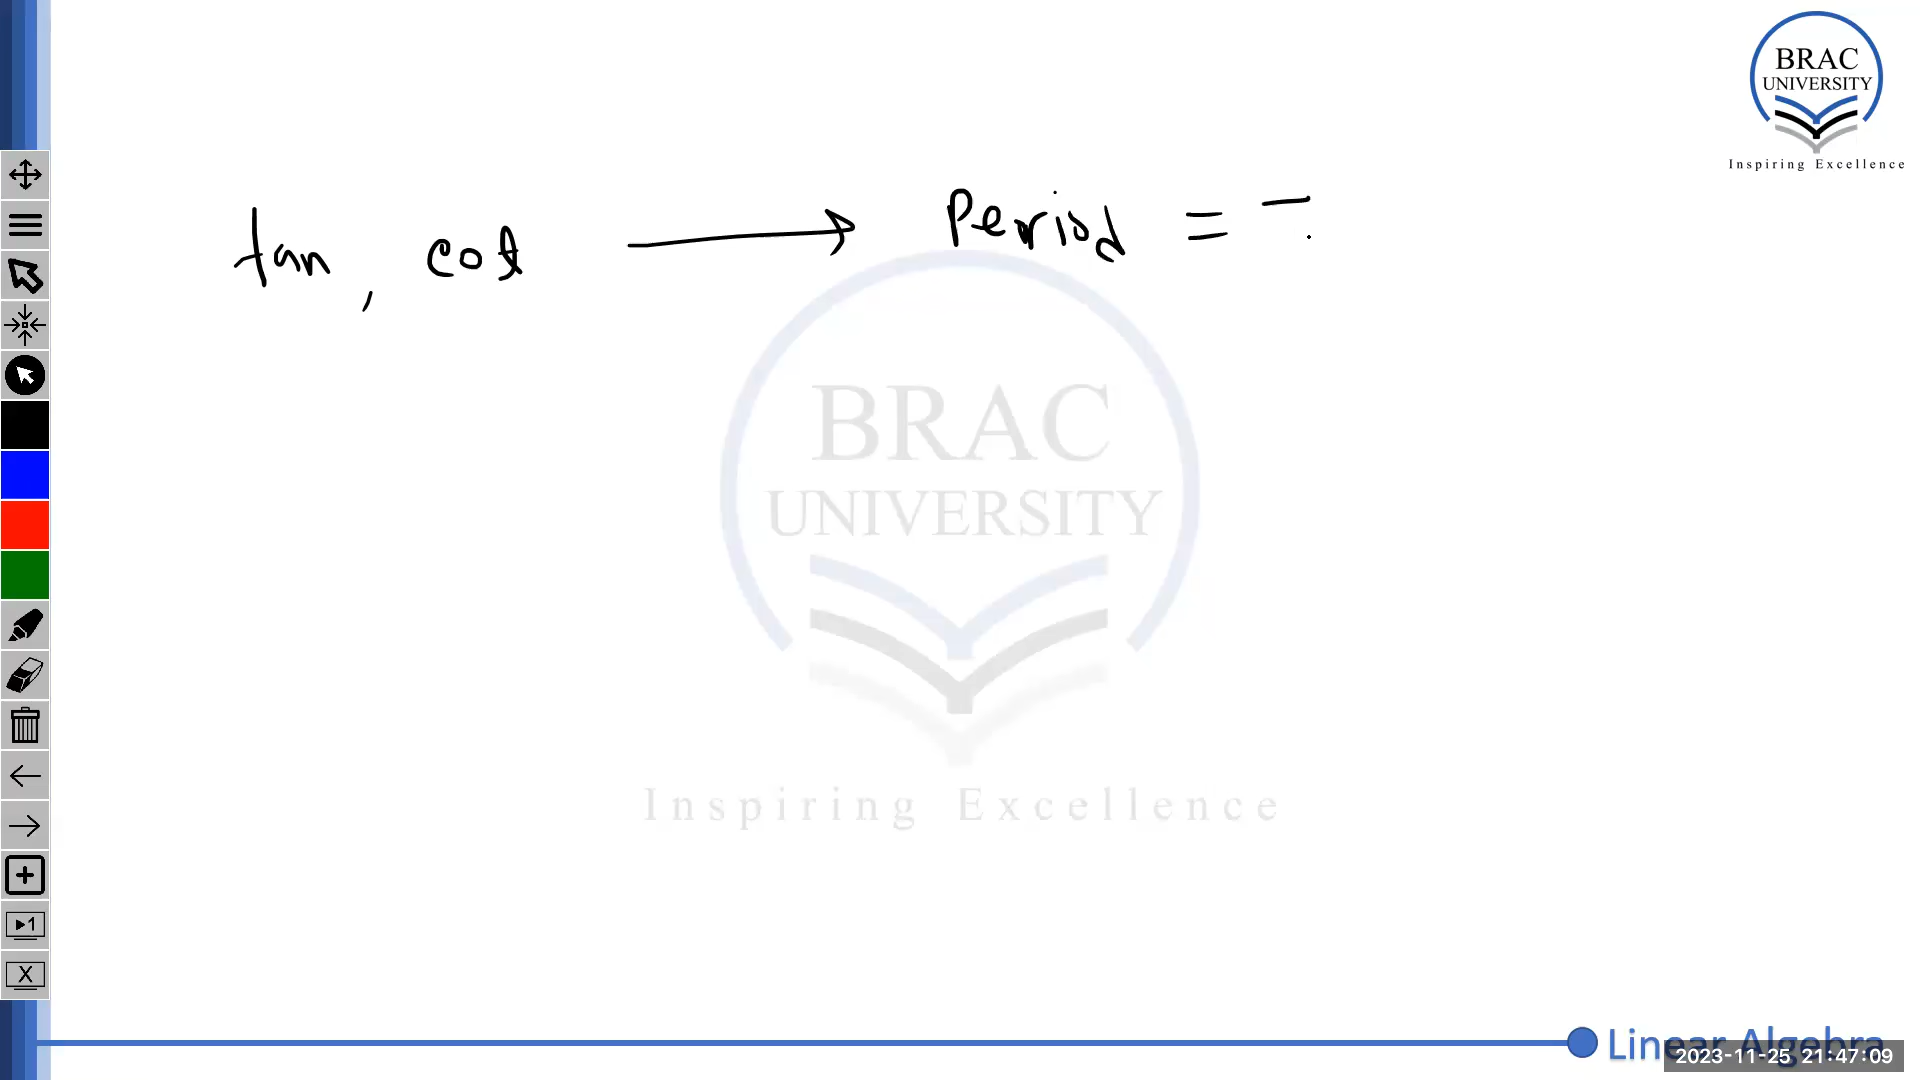 BRAC
UNIVERSITY
Inspiring Excellence
tan, cot → Period =
BRAC
UNIVERSITY
Inspiring Excellence
1
X
Linear Algebra
2023-11-25 21:47:09